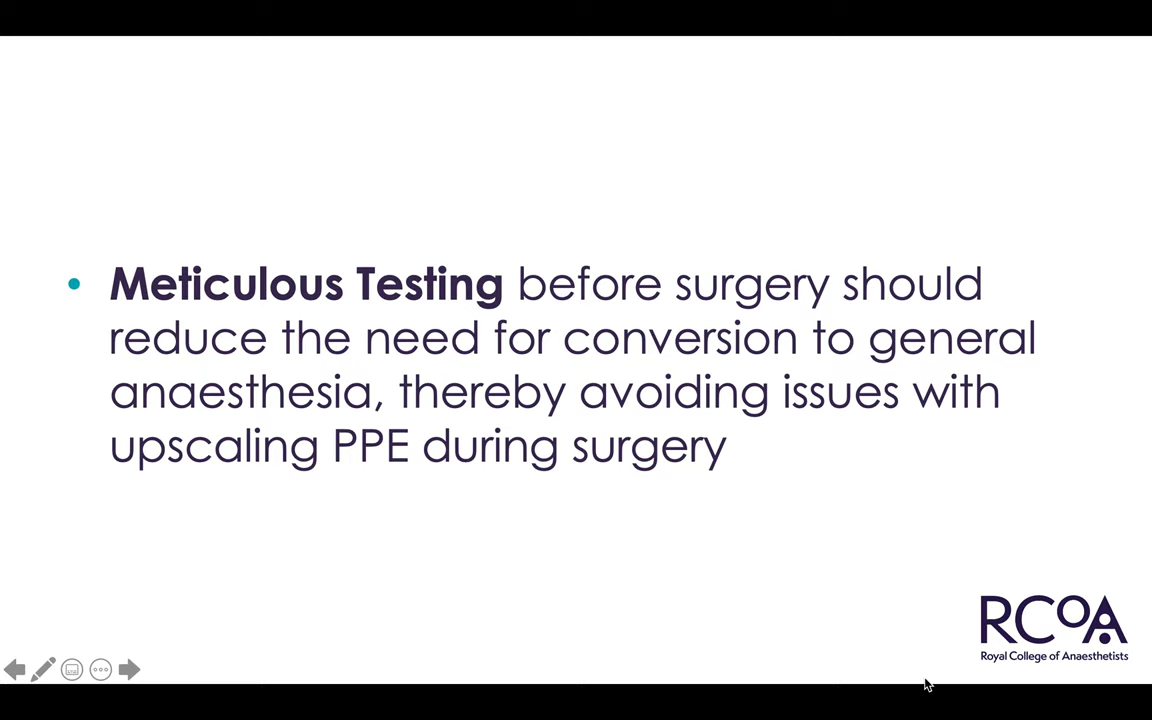 • Meticulous Testing before surgery should
reduce the need for conversion to general
anaesthesia, thereby avoiding issues with
upscaling PPE during surgery
RCoA
Royal College of Anaesthetists